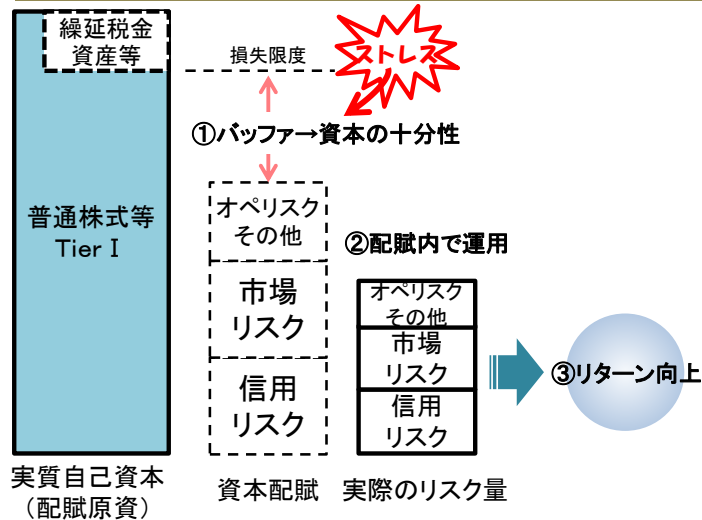 繰延税金
資産等
損失限度
ストレス
①バッファ→資本の十分性
普通株式等
Tier Ⅰ
オペリスク
その他
市場
リスク
信用
リスク
②配賦内で運用
オペリスク
その他
市場
リスク
信用
リスク
③リターン向上
実質自己資本
（配賦原資）
資本配賦
実際のリスク量